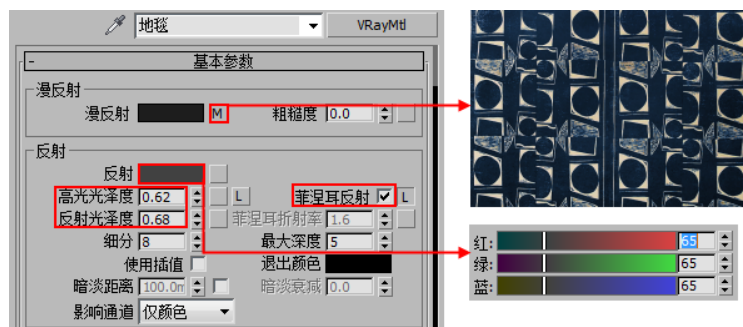 地毯 VRayMtl
- 基本参数
漫反射
漫反射 M 粗糙度 0.0
反射
反射
高光光泽度 0.62 L 菲涅耳反射 L
反射光泽度 0.68 菲涅耳折射率 1.6
细分 8 最大深度 5
使用插值 退出颜色
暗淡距离 100.0m 暗淡衰减 0.0
影响通道 仅颜色
红: 65
绿: 65
蓝: 65